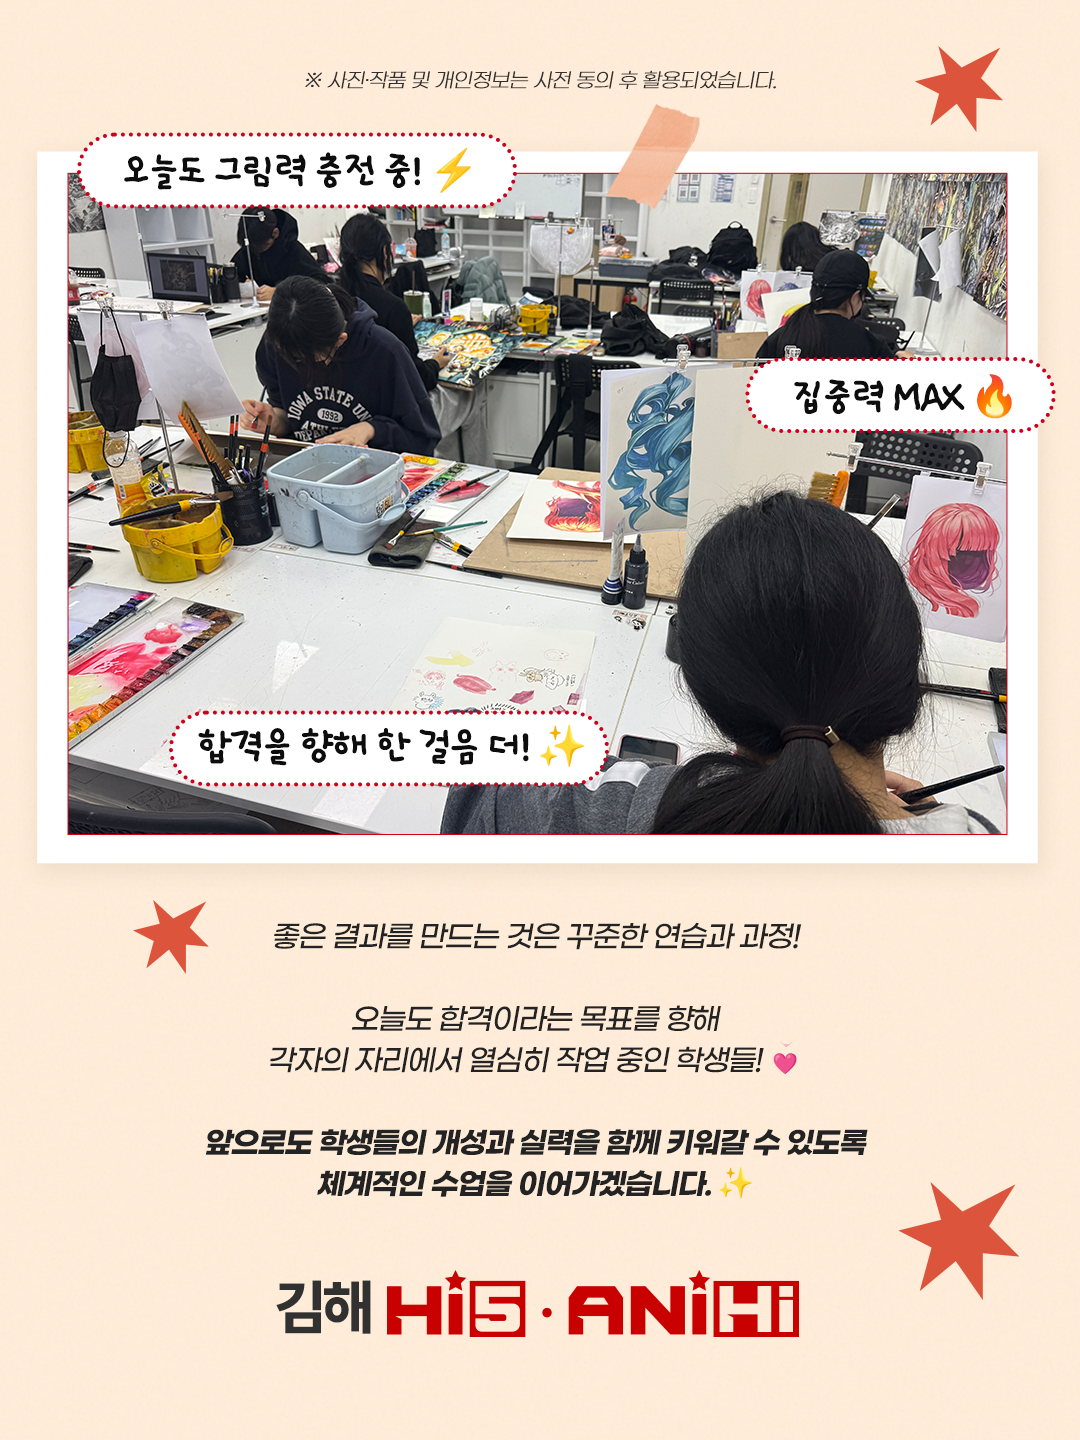 ※ 사진·작품 및 개인정보는 사전 동의 후 활용되었습니다.
오늘도 그림력 충전 중! ⚡
집중력 MAX 🔥
IOWA STATE UN
1992
합격을 향해 한 걸음 더! ✨
좋은 결과를 만드는 것은 꾸준한 연습과 과정!
오늘도 합격이라는 목표를 향해
각자의 자리에서 열심히 작업 중인 학생들! 💓
앞으로도 학생들의 개성과 실력을 함께 키워갈 수 있도록
체계적인 수업을 이어가겠습니다. ✨
김해 Hi5 · ANiHi